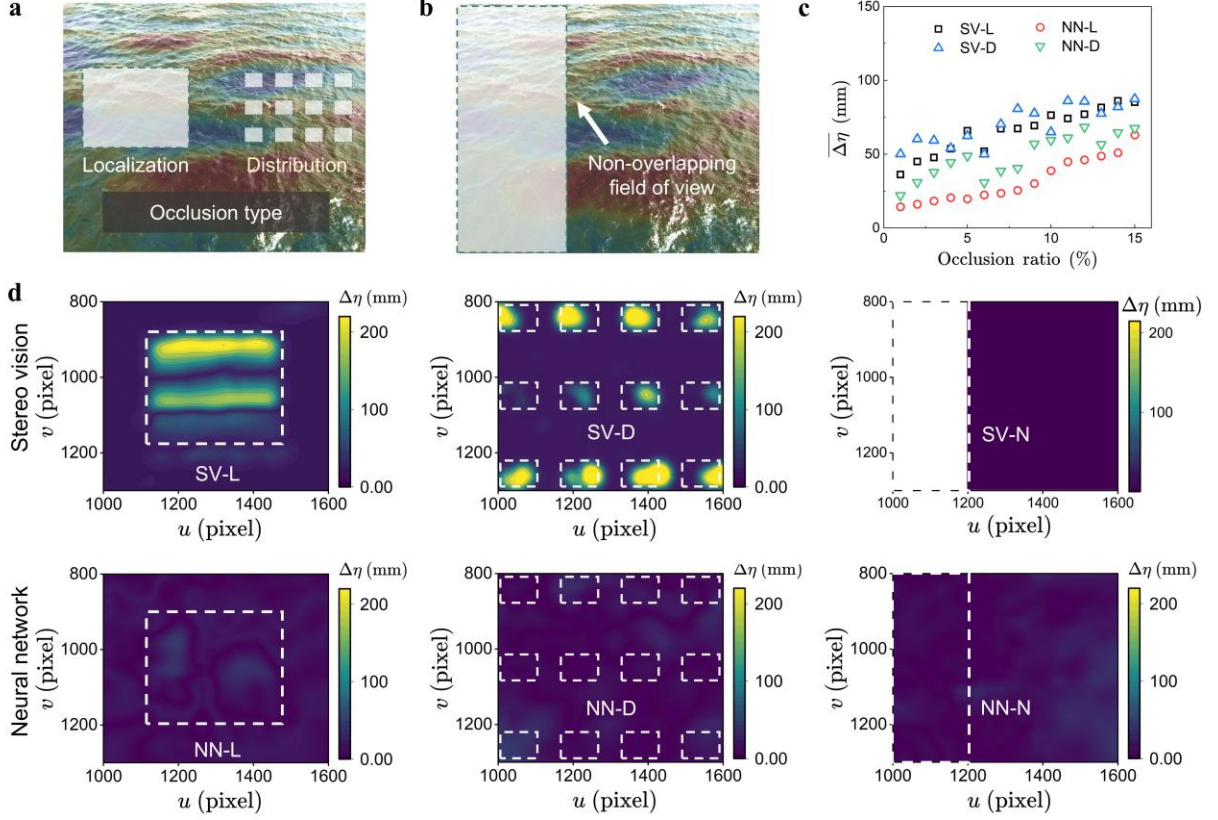 a
Localization
Distribution
Occlusion type
b
Non-overlapping
field of view
c
SV-L
NN-L
SV-D
NN-D
150
100
50
0
$\overline{\Delta\eta}$ (mm)
0
5
10
15
Occlusion ratio (%)
d
Stereo vision
Δη (mm)
800
1000
1200
v (pixel)
SV-L
200
100
0.00
1000
1200
1400
1600
u (pixel)
Δη (mm)
800
1000
1200
v (pixel)
SV-D
200
100
0.00
1000
1200
1400
1600
u (pixel)
Δη (mm)
800
1000
1200
v (pixel)
SV-N
200
100
0.00
1000
1200
1400
1600
u (pixel)
Neural network
Δη (mm)
800
1000
1200
v (pixel)
NN-L
200
100
0.00
1000
1200
1400
1600
u (pixel)
Δη (mm)
800
1000
1200
v (pixel)
NN-D
200
100
0.00
1000
1200
1400
1600
u (pixel)
Δη (mm)
800
1000
1200
v (pixel)
NN-N
200
100
0.00
1000
1200
1400
1600
u (pixel)